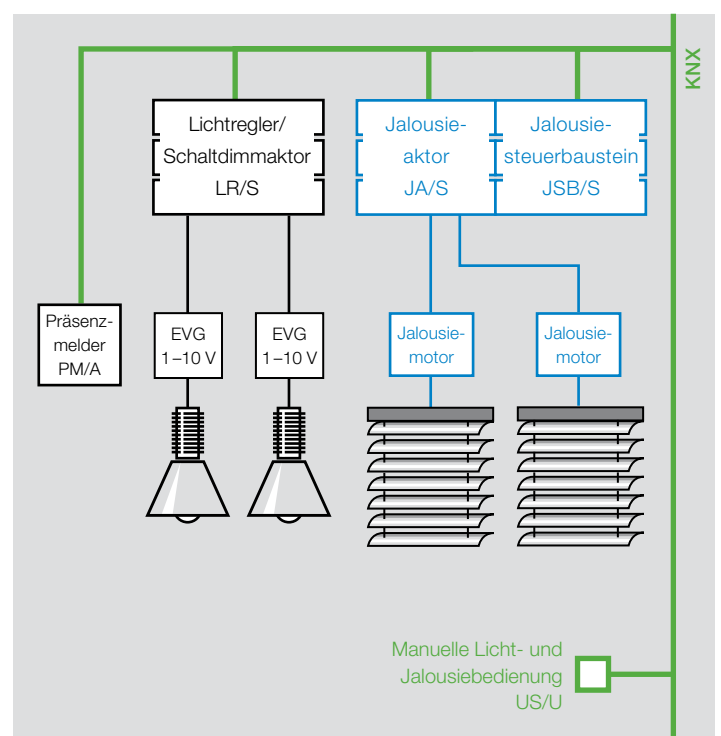 KNX
Lichtregler/
Schaltdimmaktor
LR/S
Jalousie-
aktor
JA/S
Jalousie-
steuerbaustein
JSB/S
Präsenz-
melder
PM/A
EVG
1–10 V
EVG
1–10 V
Jalousie-
motor
Jalousie-
motor
Manuelle Licht- und
Jalousiebedienung
US/U